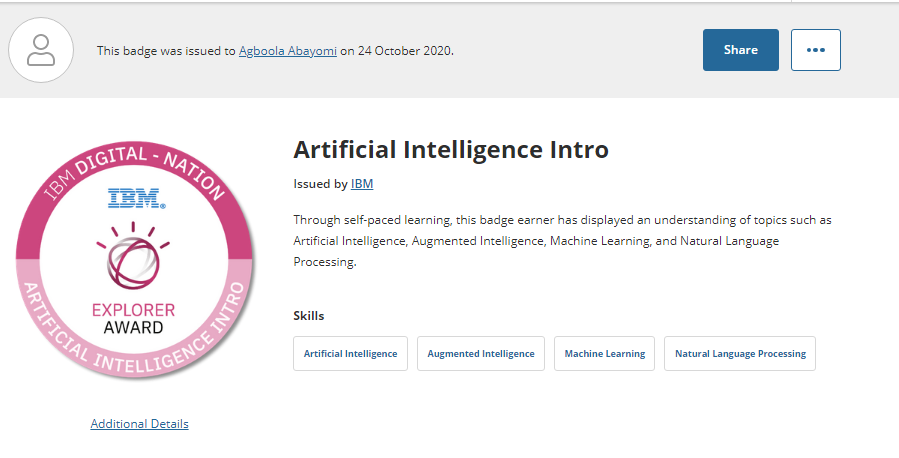 This badge was issued to Agboola Abayomi on 24 October 2020.
Share
IBM DIGITAL - NATION
IBM
EXPLORER
AWARD
ARTIFICIAL INTELLIGENCE INTRO
Additional Details
Artificial Intelligence Intro
Issued by IBM
Through self-paced learning, this badge earner has displayed an understanding of topics such as
Artificial Intelligence, Augmented Intelligence, Machine Learning, and Natural Language
Processing.
Skills
Artificial Intelligence
Augmented Intelligence
Machine Learning
Natural Language Processing